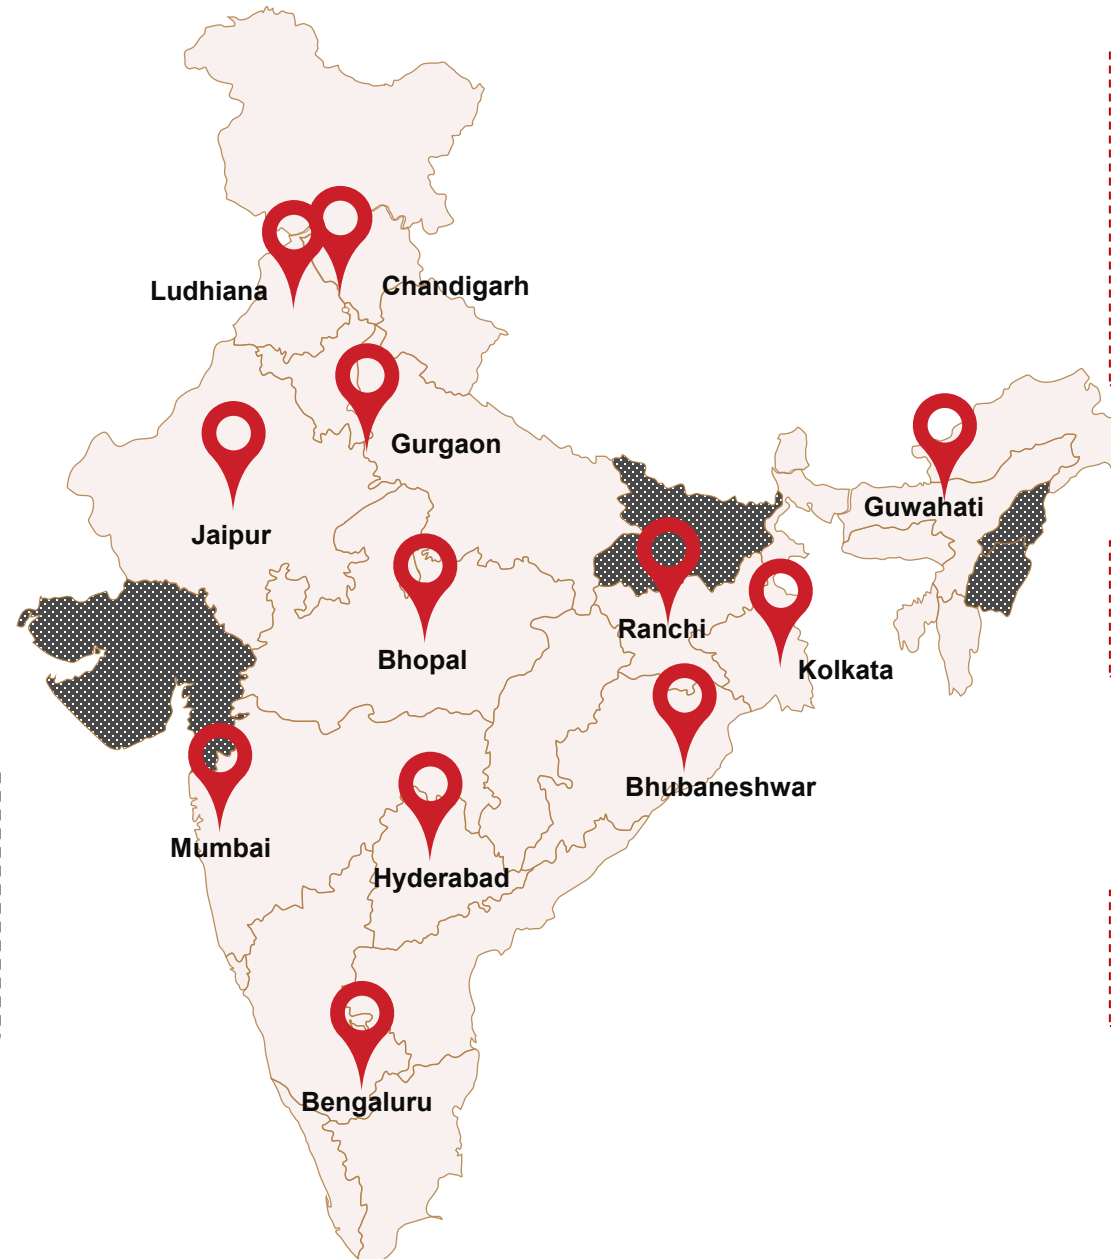 Ludhiana
Chandigarh
Gurgaon
Guwahati
Jaipur
Ranchi
Bhopal
Kolkata
Bhubaneshwar
Mumbai
Hyderabad
Bengaluru